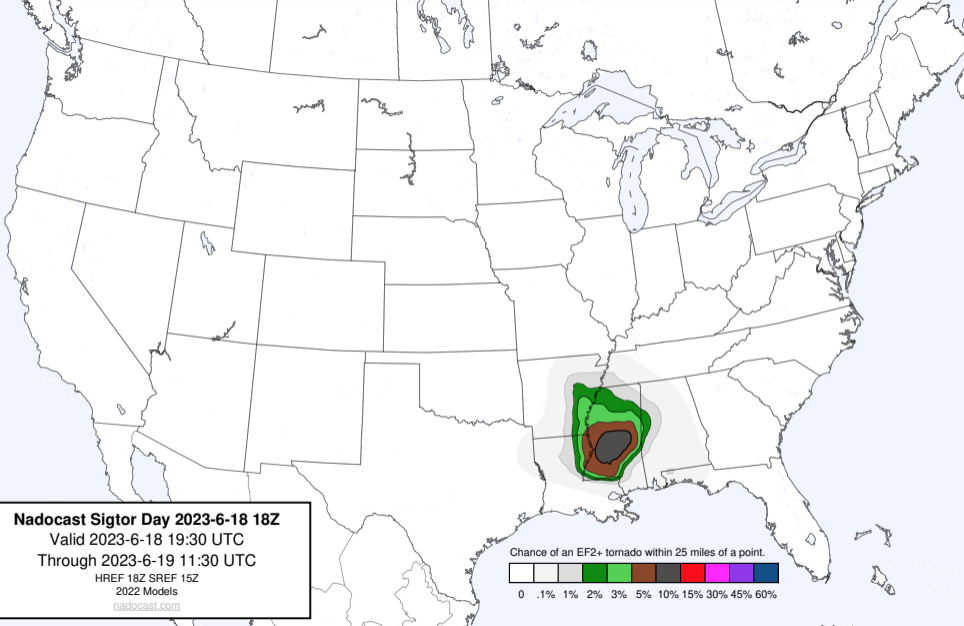 Nadocast Sigtor Day 2023-6-18 18Z
Valid 2023-6-18 19:30 UTC
Through 2023-6-19 11:30 UTC
HREF 18Z SREF 15Z
2022 Models
nadocast.com
Chance of an EF2+ tornado within 25 miles of a point.
0 .1% 1% 2% 3% 5% 10% 15% 30% 45% 60%